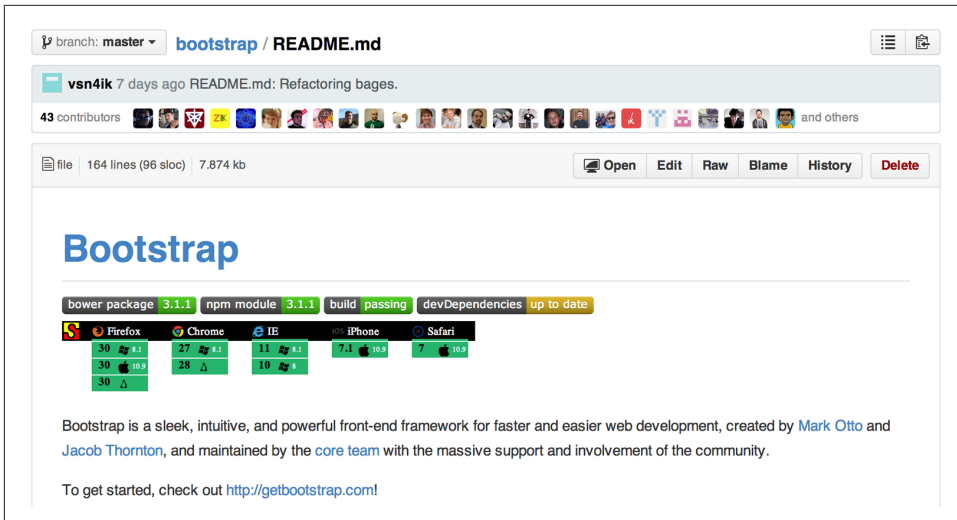 branch: master bootstrap / README.md
vsn4ik 7 days ago README.md: Refactoring bages.
43 contributors ZK and others
file 164 lines (96 sloc) 7.874 kb Open Edit Raw Blame History Delete
Bootstrap
bower package 3.1.1 npm module 3.1.1 build passing devDependencies up to date
S Firefox Chrome IE iOS iPhone Safari
30 8.1 27 8.1 11 8.1 7.1 10.9 7 10.9
30 10.9 28 10 8
30
Bootstrap is a sleek, intuitive, and powerful front-end framework for faster and easier web development, created by Mark Otto and
Jacob Thornton, and maintained by the core team with the massive support and involvement of the community.
To get started, check out http://getbootstrap.com!